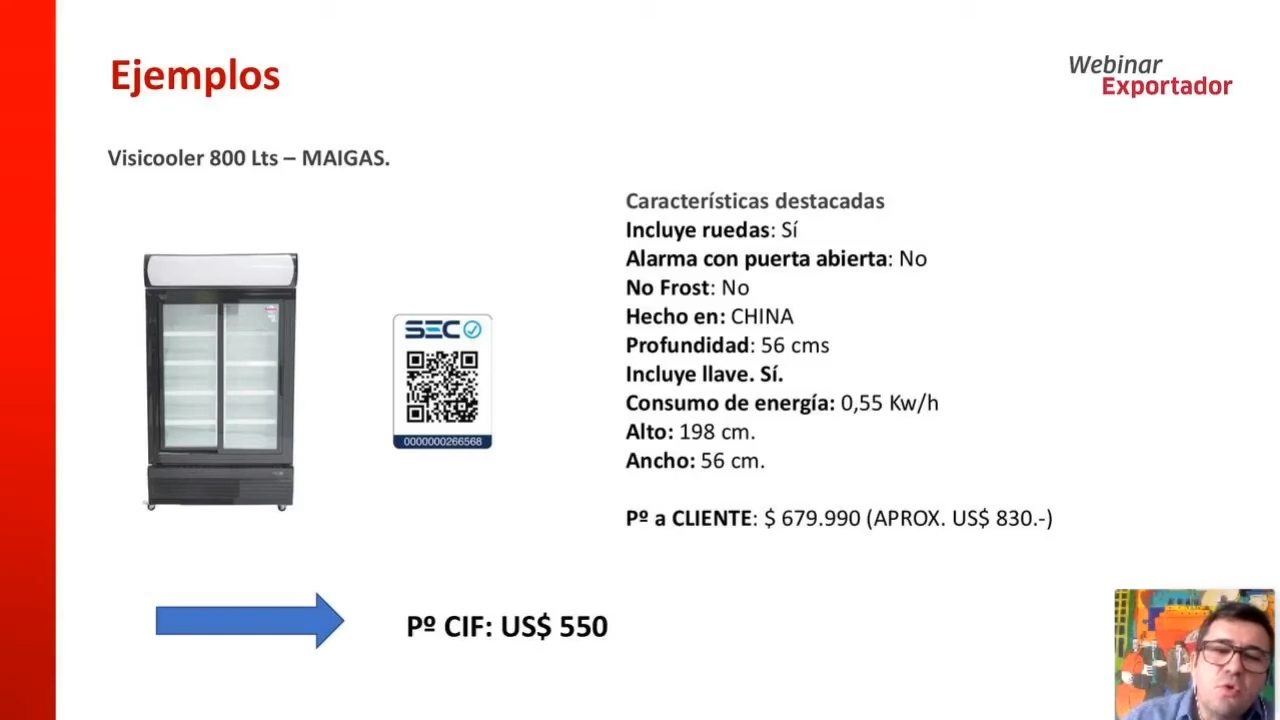 Ejemplos
Webinar
Exportador
Visicooler 800 Lts – MAIGAS.
Características destacadas
Incluye ruedas: Sí
Alarma con puerta abierta: No
No Frost: No
Hecho en: CHINA
Profundidad: 56 cms
Incluye llave. Sí.
Consumo de energía: 0,55 Kw/h
Alto: 198 cm.
Ancho: 56 cm.
Pº a CLIENTE: $ 679.990 (APROX. US$ 830.-)
SEC
0000000266568
Pº CIF: US$ 550